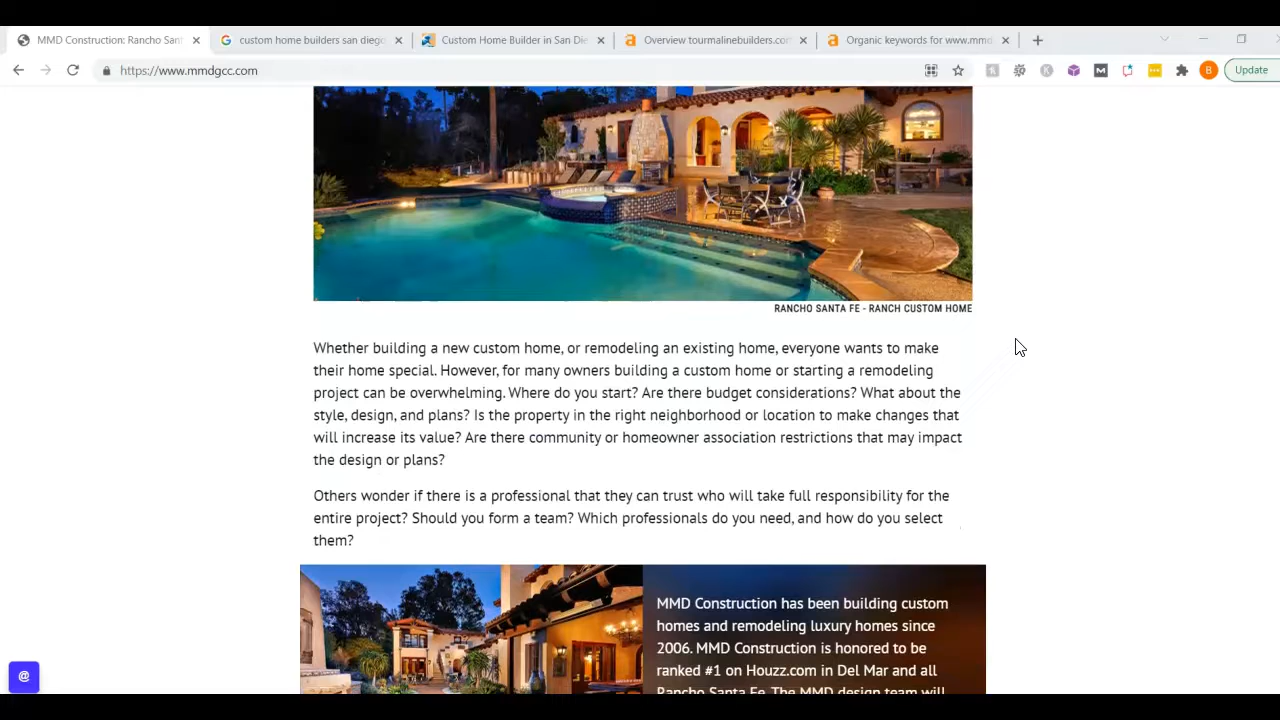 MMD Construction: Rancho Sant
custom home builders san diego
Custom Home Builder in San Die
Overview tourmalinebuilders.com
Organic keywords for www.mmd
https://www.mmdgcc.com
Update
RANCHO SANTA FE - RANCH CUSTOM HOME
Whether building a new custom home, or remodeling an existing home, everyone wants to make
their home special. However, for many owners building a custom home or starting a remodeling
project can be overwhelming. Where do you start? Are there budget considerations? What about the
style, design, and plans? Is the property in the right neighborhood or location to make changes that
will increase its value? Are there community or homeowner association restrictions that may impact
the design or plans?
Others wonder if there is a professional that they can trust who will take full responsibility for the
entire project? Should you form a team? Which professionals do you need, and how do you select
them?
MMD Construction has been building custom
homes and remodeling luxury homes since
2006. MMD Construction is honored to be
ranked #1 on Houzz.com in Del Mar and all
Rancho Santa Fe. The MMD design team will